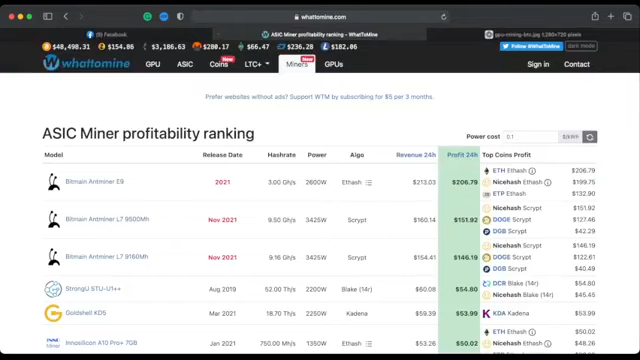 whattomine.com
Facebook
ASIC Miner profitability ranking — WhatToMine
gpu-mining-btc.jpg 1,280×720 pixels
$48,498.31 $154.86 $3,186.63 $280.17 $66.47 $236.28 $182.06
Follow @WhatToMine
dark mode
whattomine
GPU ASIC Coins New LTC+ Miners New GPUs Sign in Contact
Prefer websites without ads? Support WTM by subscribing for $5 per 3 months.
ASIC Miner profitability ranking
Power cost 0.1 $/kWh
Model Release Date Hashrate Power Algo Revenue 24h Profit 24h Top Coins Profit
Bitmain Antminer E9 2021 3.00 Gh/s 2600W Ethash $213.03 $206.79
ETH Ethash $206.79
Nicehash Ethash $199.75
ETP Ethash $132.90
Bitmain Antminer L7 9500Mh Nov 2021 9.50 Gh/s 3425W Scrypt $160.14 $151.92
Nicehash Scrypt $151.92
DOGE Scrypt $127.46
DGB Scrypt $42.29
Bitmain Antminer L7 9160Mh Nov 2021 9.16 Gh/s 3425W Scrypt $154.41 $146.19
Nicehash Scrypt $146.19
DOGE Scrypt $122.61
DGB Scrypt $40.49
StrongU STU-U1++ Aug 2019 52.00 Th/s 2200W Blake (14r) $60.08 $54.80
DCR Blake (14r) $54.80
Nicehash Blake (14r) $45.45
Goldshell KD5 Mar 2021 18.70 Th/s 2250W Kadena $59.39 $53.99
KDA Kadena $53.99
INNO Miner
Innosilicon A10 Pro+ 7GB Jan 2021 750.00 Mh/s 1350W Ethash $53.26 $50.02
ETH Ethash $50.02
Nicehash Ethash $48.26